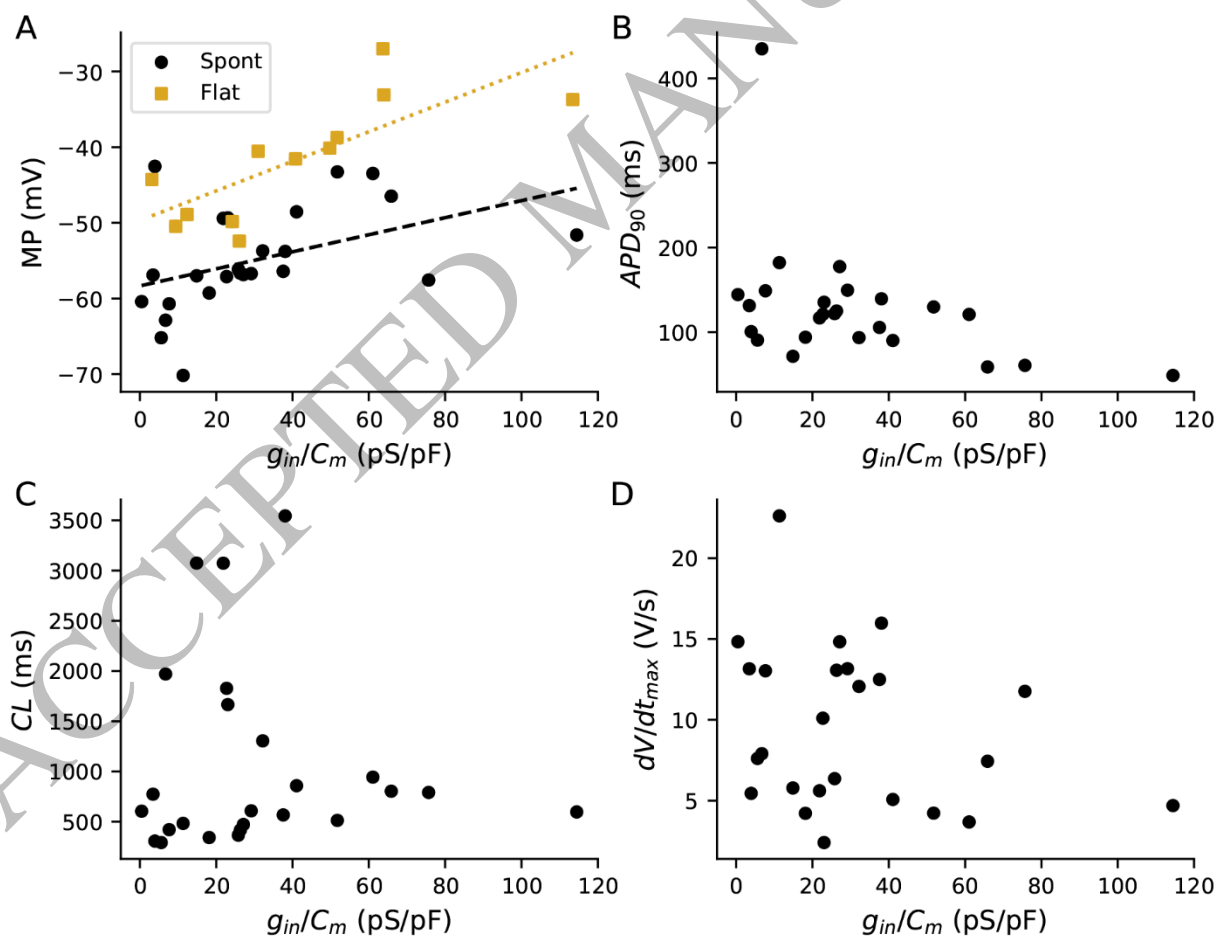 A
Spont
Flat
−30
−40
−50
−60
−70
MP (mV)
0 20 40 60 80 100 120
g_in/C_m (pS/pF)
B
400
300
200
100
APD_90 (ms)
0 20 40 60 80 100 120
g_in/C_m (pS/pF)
C
3500
3000
2500
2000
1500
1000
500
CL (ms)
0 20 40 60 80 100 120
g_in/C_m (pS/pF)
D
20
15
10
5
dV/dt_max (V/s)
0 20 40 60 80 100 120
g_in/C_m (pS/pF)
ACCEPTED MANU